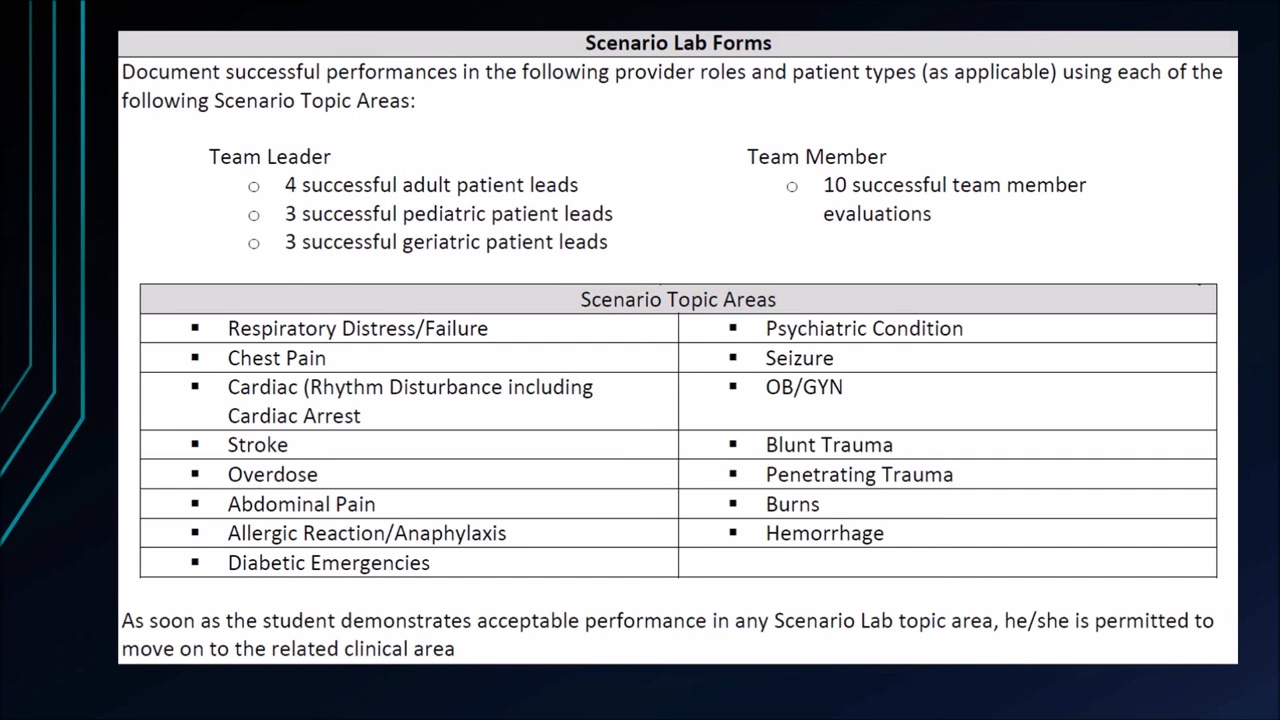 Scenario Lab Forms
Document successful performances in the following provider roles and patient types (as applicable) using each of the
following Scenario Topic Areas:
Team Leader
○ 4 successful adult patient leads
○ 3 successful pediatric patient leads
○ 3 successful geriatric patient leads
Team Member
○ 10 successful team member
evaluations
Scenario Topic Areas
▪ Respiratory Distress/Failure
▪ Psychiatric Condition
▪ Chest Pain
▪ Seizure
▪ Cardiac (Rhythm Disturbance including
Cardiac Arrest
▪ OB/GYN
▪ Stroke
▪ Blunt Trauma
▪ Overdose
▪ Penetrating Trauma
▪ Abdominal Pain
▪ Burns
▪ Allergic Reaction/Anaphylaxis
▪ Hemorrhage
▪ Diabetic Emergencies
As soon as the student demonstrates acceptable performance in any Scenario Lab topic area, he/she is permitted to
move on to the related clinical area